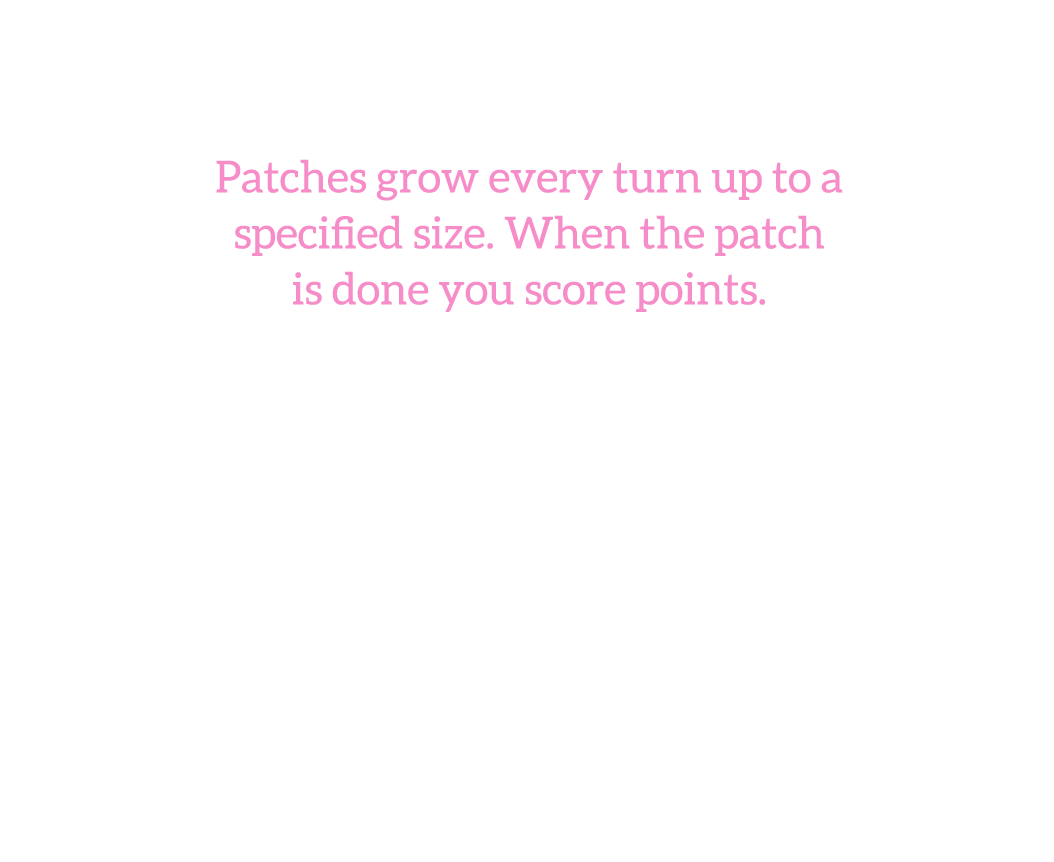 Patches grow every turn up to a
specified size. When the patch
is done you score points.